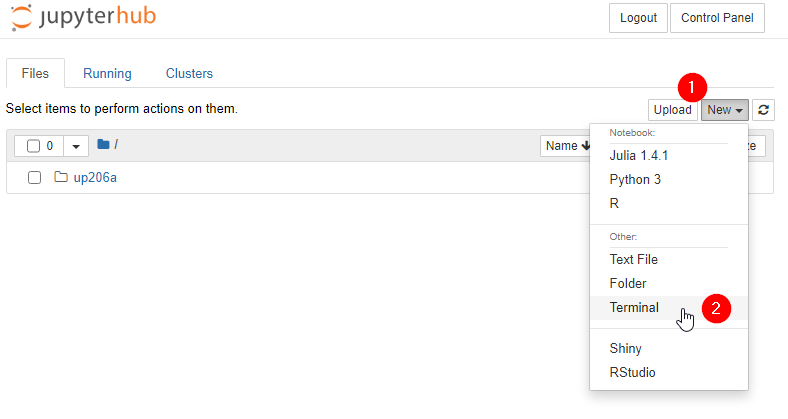 jupyterhub
Logout Control Panel
Files Running Clusters
Select items to perform actions on them.
1
Upload New
0 / Name
Notebook:
Julia 1.4.1
up206a
Python 3
R
Other:
Text File
Folder
Terminal 2
Shiny
RStudio